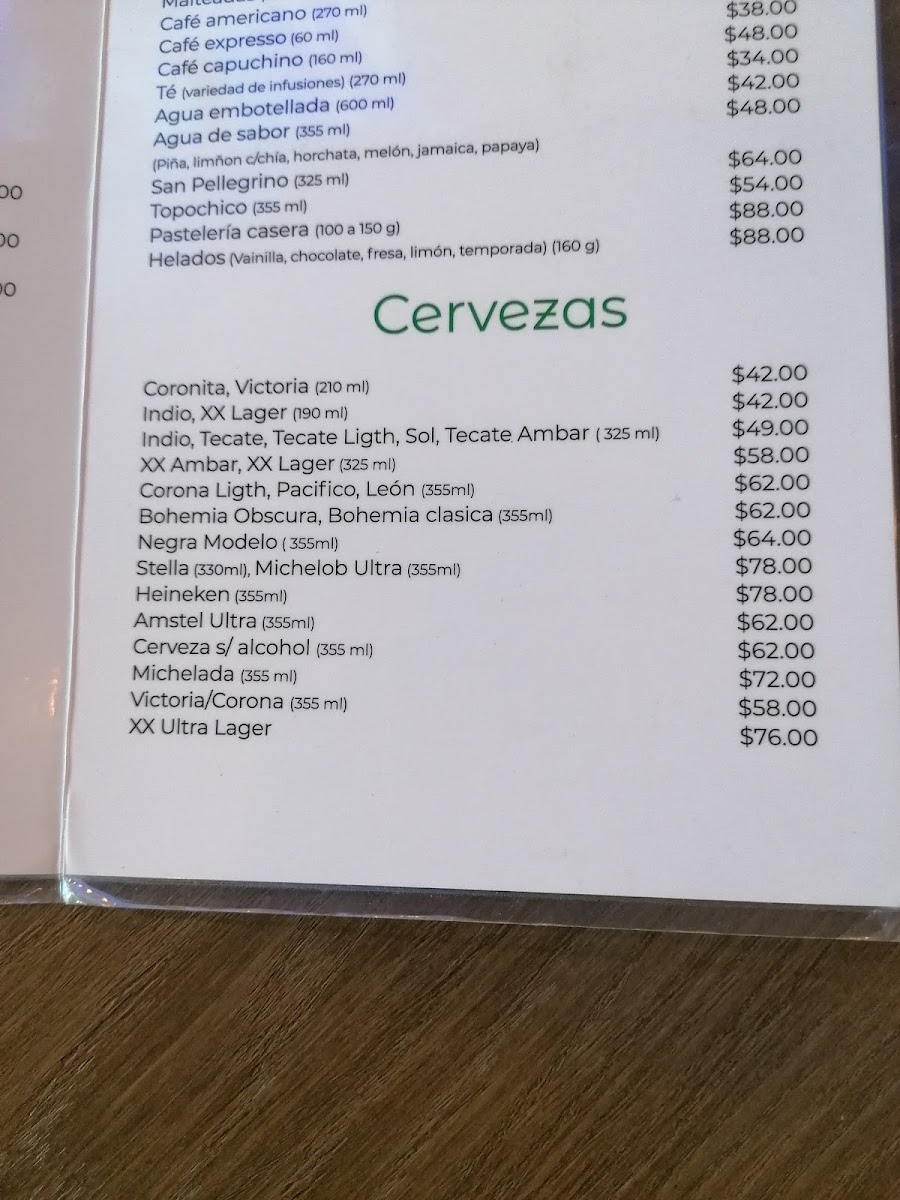 Café americano (270 ml)
Café expresso (60 ml) $38.00
Café capuchino (160 ml) $48.00
Té (variedad de infusiones) (270 ml) $34.00
Agua embotellada (600 ml) $42.00
Agua de sabor (355 ml) $48.00
(Piña, limñon c/chía, horchata, melón, jamaica, papaya)
San Pellegrino (325 ml) $64.00
Topochico (355 ml) $54.00
Pastelería casera (100 a 150 g) $88.00
Helados (Vainilla, chocolate, fresa, limón, temporada) (160 g) $88.00
Cervezas
Coronita, Victoria (210 ml) $42.00
Indio, XX Lager (190 ml) $42.00
Indio, Tecate, Tecate Ligth, Sol, Tecate Ambar ( 325 ml) $49.00
XX Ambar, XX Lager (325 ml) $58.00
Corona Ligth, Pacifico, León (355ml) $62.00
Bohemia Obscura, Bohemia clasica (355ml) $62.00
Negra Modelo ( 355ml) $64.00
Stella (330ml), Michelob Ultra (355ml) $78.00
Heineken (355ml) $78.00
Amstel Ultra (355ml) $62.00
Cerveza s/ alcohol (355 ml) $62.00
Michelada (355 ml) $72.00
Victoria/Corona (355 ml) $58.00
XX Ultra Lager $76.00